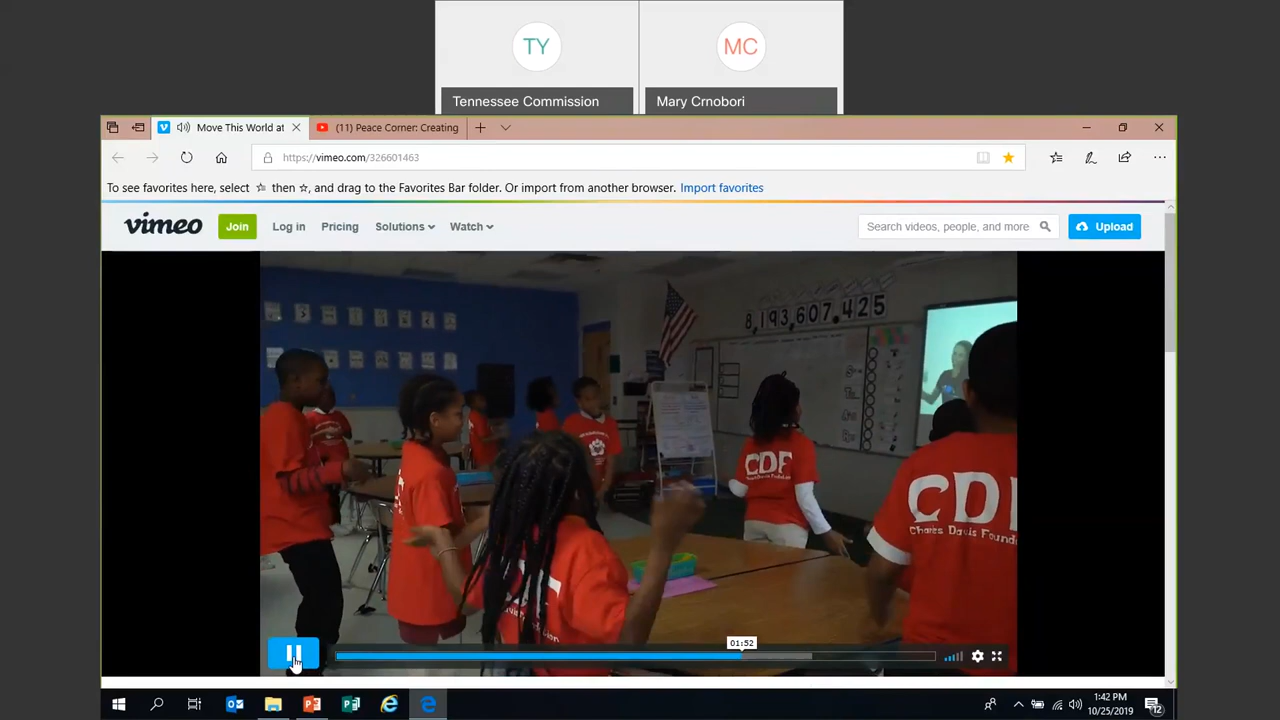 TY
MC
Tennessee Commission
Mary Crnobori
Move This World at
(11) Peace Corner: Creating
https://vimeo.com/326601463
To see favorites here, select then ☆, and drag to the Favorites Bar folder. Or import from another browser. Import favorites
vimeo
Join
Log in
Pricing
Solutions
Watch
Search videos, people, and more
Upload
8,193,607,425
CDF
CDF
Charles Davis Found
01:52
1:42 PM
10/25/2019
12